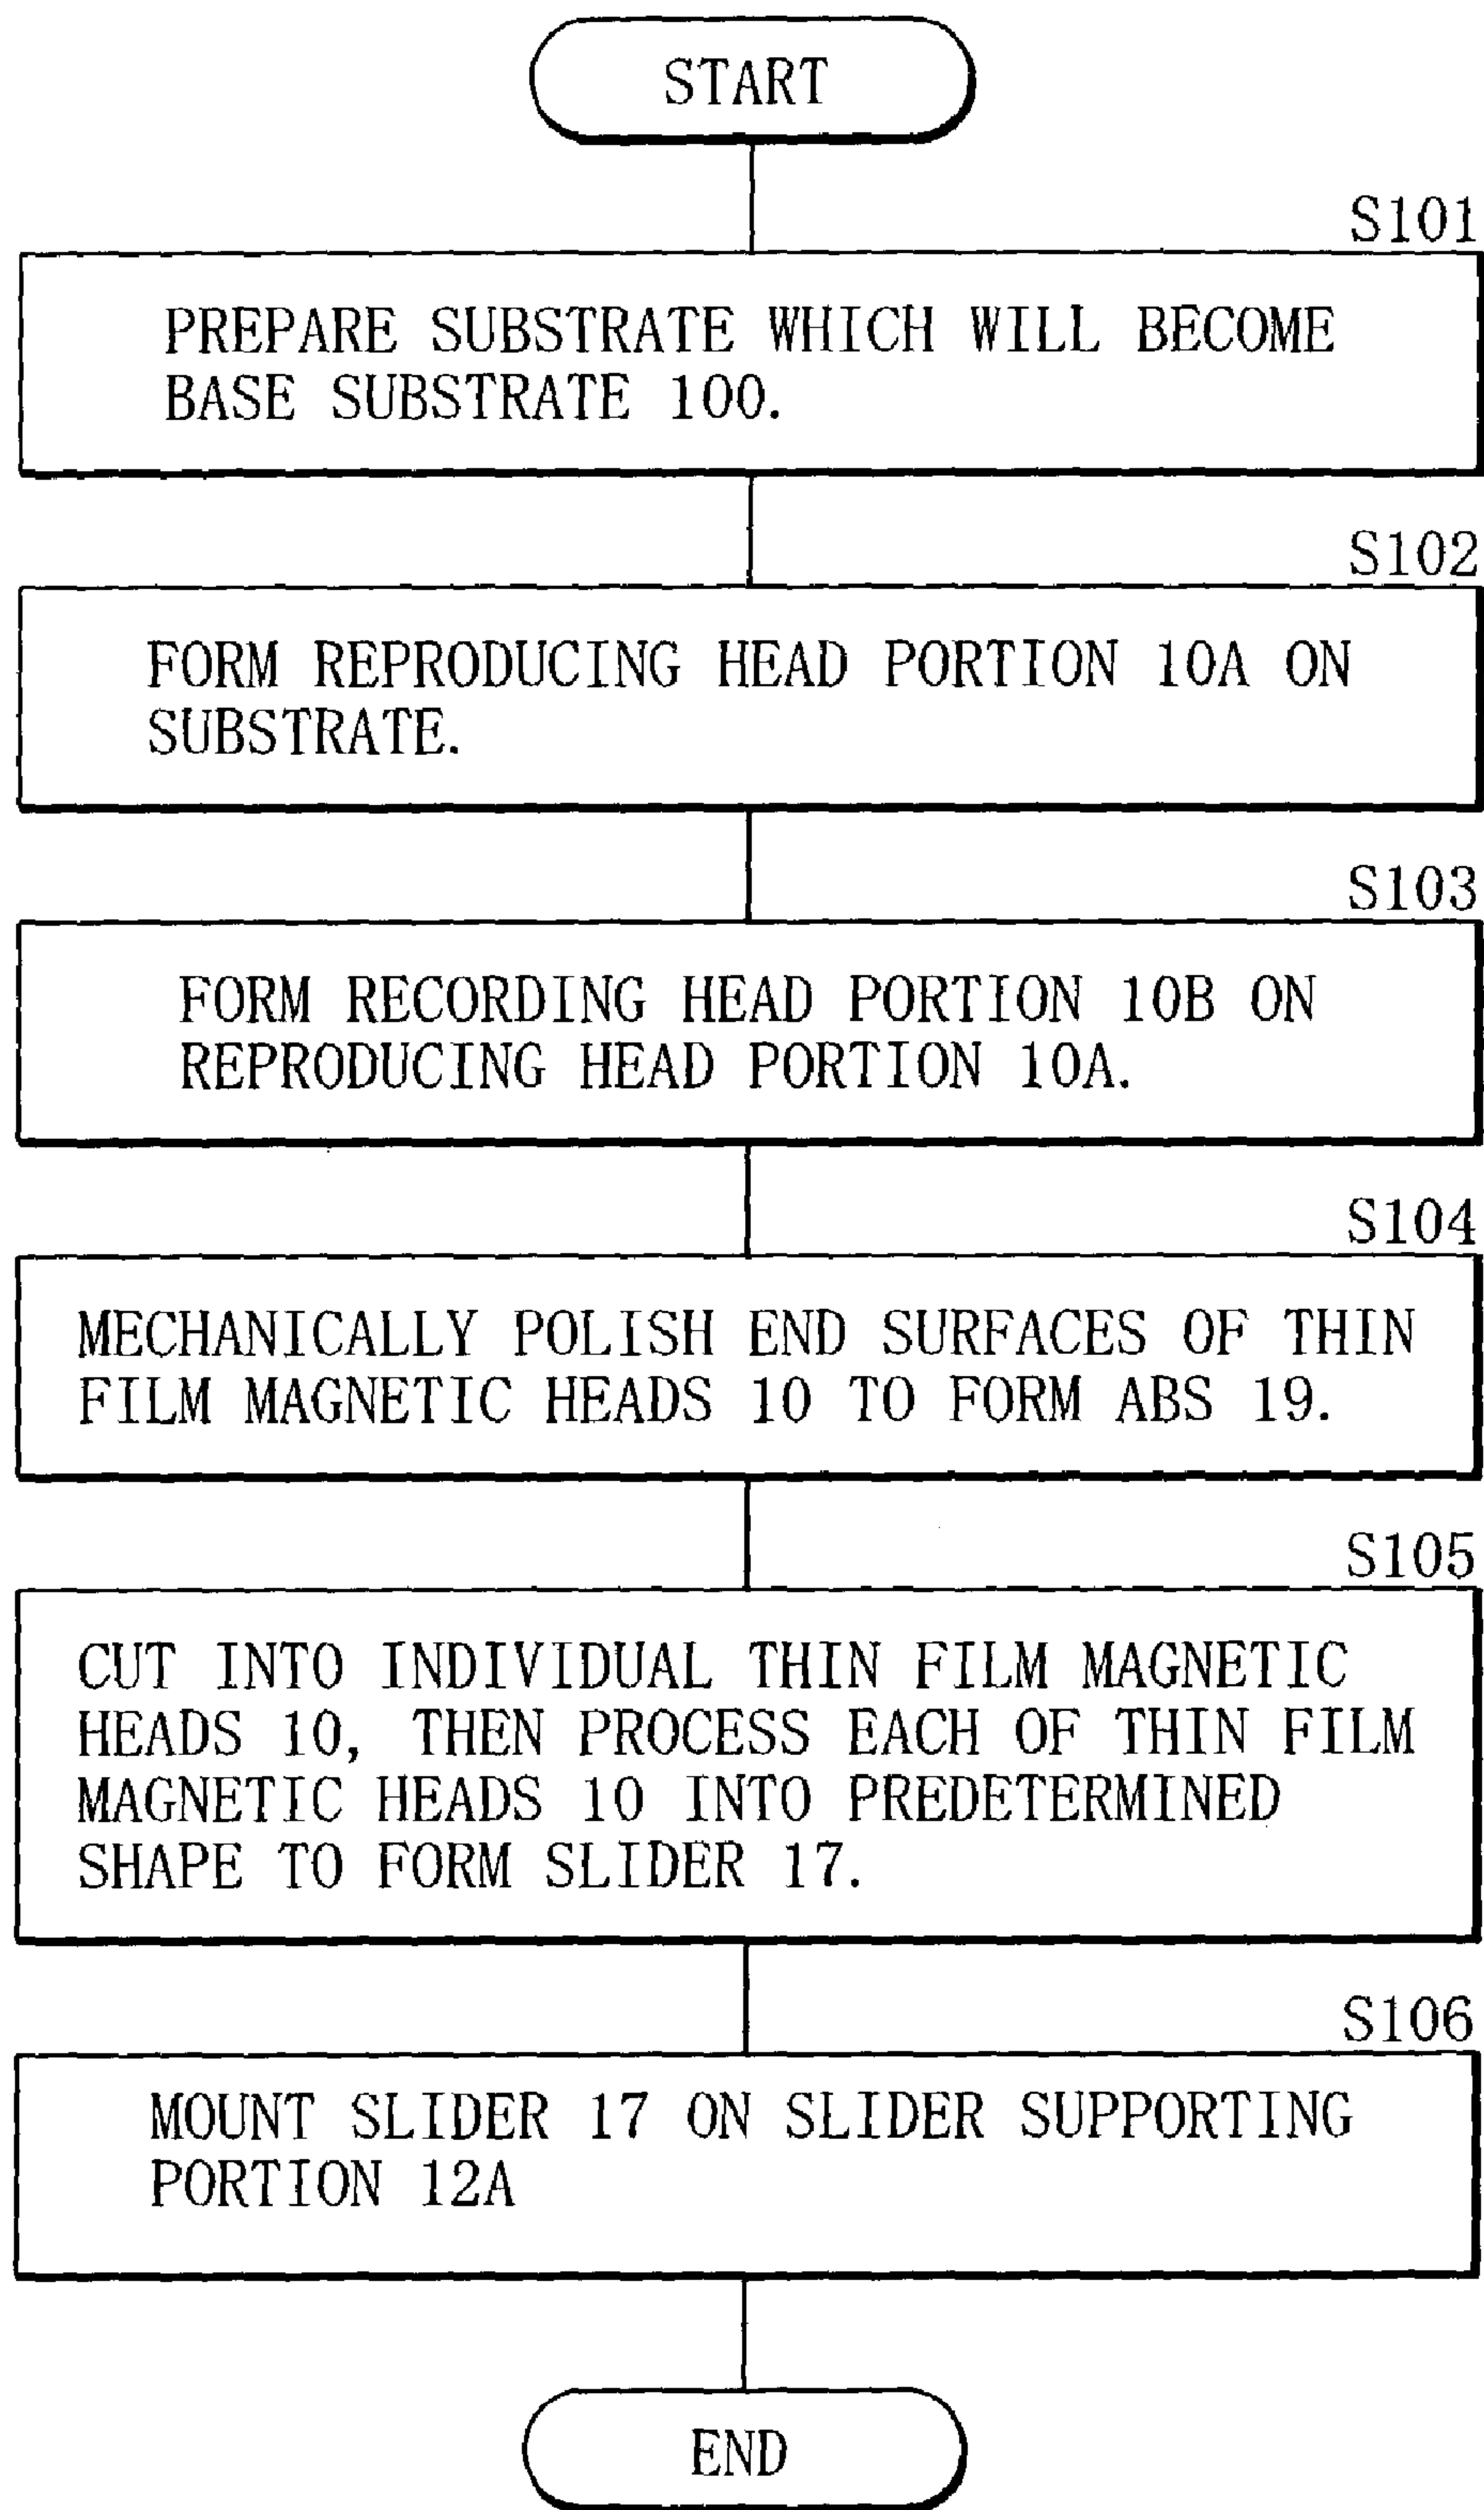 START
S101
PREPARE SUBSTRATE WHICH WILL BECOME
BASE SUBSTRATE 100.
S102
FORM REPRODUCING HEAD PORTION 10A ON
SUBSTRATE.
S103
FORM RECORDING HEAD PORTION 10B ON
REPRODUCING HEAD PORTION 10A.
S104
MECHANICALLY POLISH END SURFACES OF THIN
FILM MAGNETIC HEADS 10 TO FORM ABS 19.
S105
CUT INTO INDIVIDUAL THIN FILM MAGNETIC
HEADS 10, THEN PROCESS EACH OF THIN FILM
MAGNETIC HEADS 10 INTO PREDETERMINED
SHAPE TO FORM SLIDER 17.
S106
MOUNT SLIDER 17 ON SLIDER SUPPORTING
PORTION 12A
END